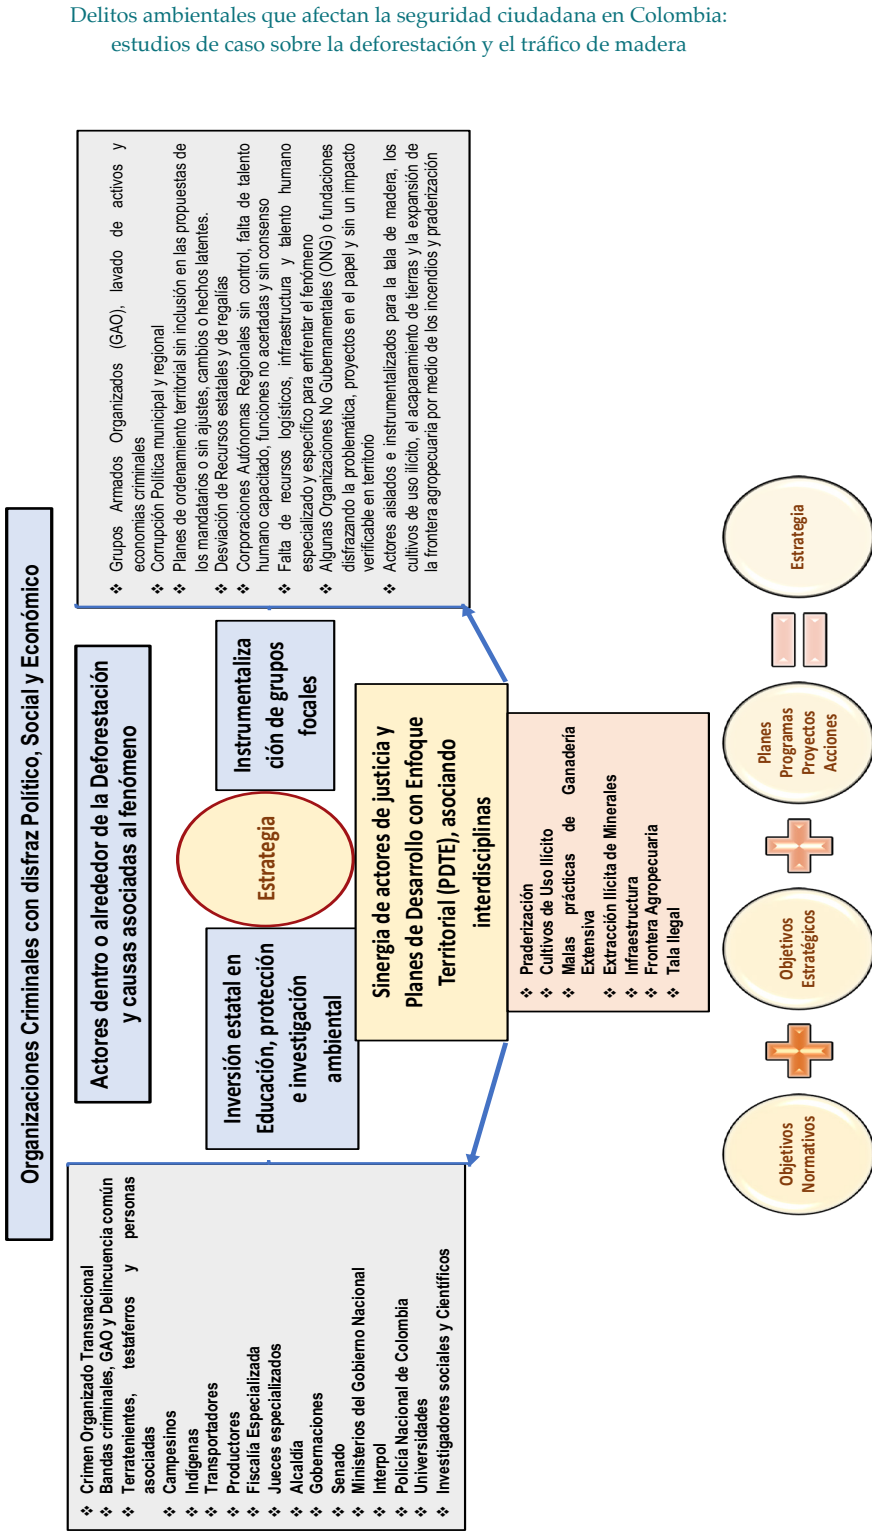 Delitos ambientales que afectan la seguridad ciudadana en Colombia:
estudios de caso sobre la deforestación y el tráfico de madera
Organizaciones Criminales con disfraz Político, Social y Económico
Actores dentro o alrededor de la Deforestación
y causas asociadas al fenómeno
❖ Crimen Organizado Transnacional
❖ Bandas criminales, GAO y Delincuencia común
❖ Terratenientes, testaferros y personas
asociadas
❖ Campesinos
❖ Indígenas
❖ Transportadores
❖ Productores
❖ Fiscalía Especializada
❖ Jueces especializados
❖ Alcaldía
❖ Gobernaciones
❖ Senado
❖ Ministerios del Gobierno Nacional
❖ Interpol
❖ Policía Nacional de Colombia
❖ Universidades
❖ Investigadores sociales y Científicos
Inversión estatal en
Educación, protección
e investigación
ambiental
Estrategia
Instrumentaliza
ción de grupos
focales
Sinergia de actores de justicia y
Planes de Desarrollo con Enfoque
Territorial (PDTE), asociando
interdisciplinas
❖ Praderización
❖ Cultivos de Uso Ilícito
❖ Malas prácticas de Ganadería
Extensiva
❖ Extracción Ilícita de Minerales
❖ Infraestructura
❖ Frontera Agropecuaria
❖ Tala Ilegal
❖ Grupos Armados Organizados (GAO), lavado de activos y
economías criminales
❖ Corrupción Política municipal y regional
❖ Planes de ordenamiento territorial sin inclusión en las propuestas de
los mandatarios o sin ajustes, cambios o hechos latentes.
❖ Desviación de Recursos estatales y de regalías
❖ Corporaciones Autónomas Regionales sin control, falta de talento
humano capacitado, funciones no acertadas y sin consenso
❖ Falta de recursos logísticos, infraestructura y talento humano
especializado y específico para enfrentar el fenómeno
❖ Algunas Organizaciones No Gubernamentales (ONG) o fundaciones
disfrazando la problemática, proyectos en el papel y sin un impacto
verificable en territorio
❖ Actores aislados e instrumentalizados para la tala de madera, los
cultivos de uso ilícito, el acaparamiento de tierras y la expansión de
la frontera agropecuaria por medio de los incendios y praderización
Objetivos
Normativos
Objetivos
Estratégicos
Planes
Programas
Proyectos
Acciones
Estrategia